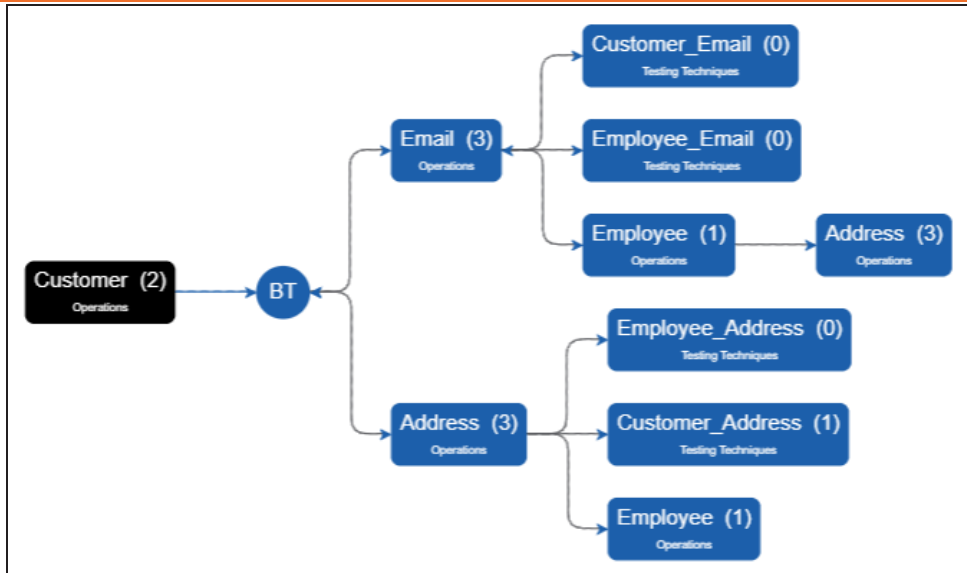 Customer_Email (0)
Testing Techniques
Email (3)
Operations
Employee_Email (0)
Testing Techniques
Employee (1)
Operations
Address (3)
Operations
Customer (2)
Operations
BT
Employee_Address (0)
Testing Techniques
Address (3)
Operations
Customer_Address (1)
Testing Techniques
Employee (1)
Operations